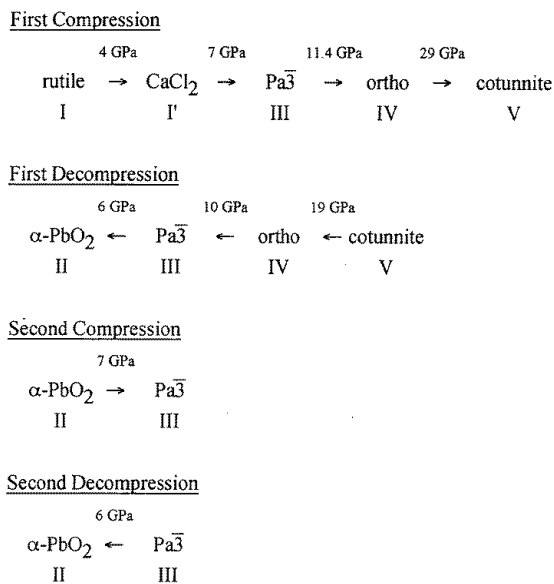 First Compression
4 GPa 7 GPa 11.4 GPa 29 GPa
rutile → CaCl₂ → Pa3̅ → ortho → cotunnite
I I' III IV V
First Decompression
6 GPa 10 GPa 19 GPa
α-PbO₂ ← Pa3̅ ← ortho ← cotunnite
II III IV V
Second Compression
7 GPa
α-PbO₂ → Pa3̅
II III
Second Decompression
6 GPa
α-PbO₂ ← Pa3̅
II III